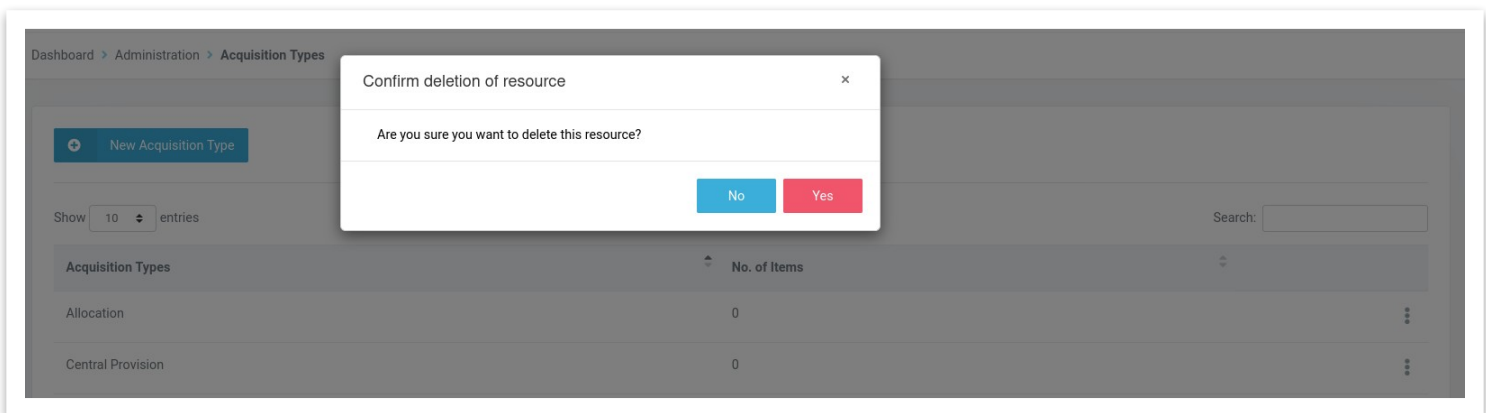 Dashboard > Administration > Acquisition Types
Confirm deletion of resource ×
Are you sure you want to delete this resource?
No Yes
New Acquisition Type
Show 10 entries Search:
Acquisition Types No. of Items
Allocation 0
Central Provision 0